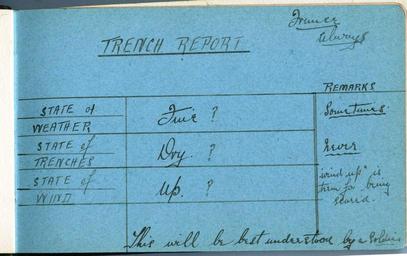 France
always
TRENCH REPORT
REMARKS
STATE of
WEATHER
Fine ?
Sometimes.
STATE of
TRENCHES
Dry. ?
Never
STATE of
WIND
Up. ?
"wind up" is
term for being
scared.
This will be best understood by a Soldier